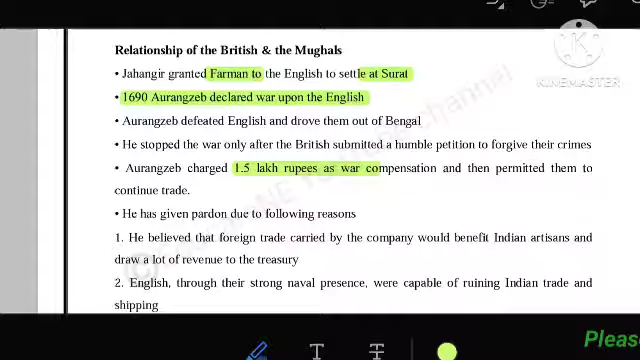 Relationship of the British & the Mughals
• Jahangir granted Farman to the English to settle at Surat
• 1690 Aurangzeb declared war upon the English
• Aurangzeb defeated English and drove them out of Bengal
• He stopped the war only after the British submitted a humble petition to forgive their crimes
• Aurangzeb charged 1.5 lakh rupees as war compensation and then permitted them to
continue trade.
• He has given pardon due to following reasons
1. He believed that foreign trade carried by the company would benefit Indian artisans and
draw a lot of revenue to the treasury
2. English, through their strong naval presence, were capable of ruining Indian trade and
shipping
KINEMASTER
Pleas